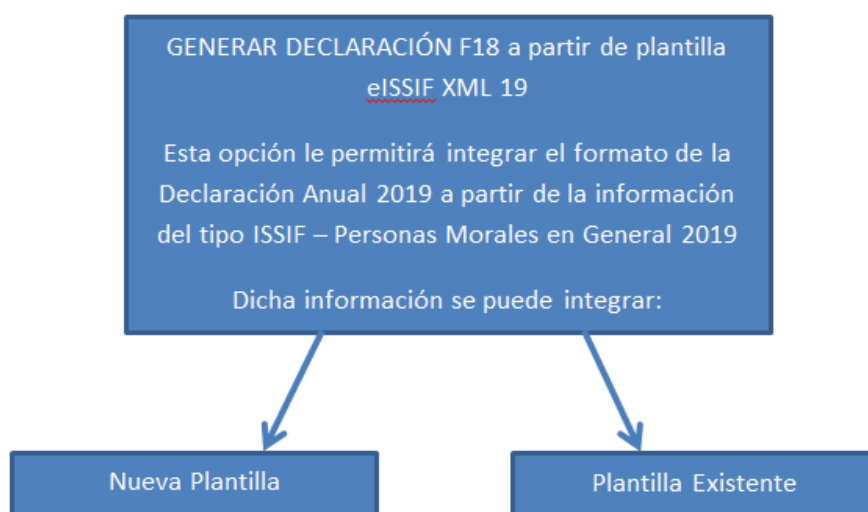 GENERAR DECLARACIÓN F18 a partir de plantilla
eISSIF XML 19
Esta opción le permitirá integrar el formato de la
Declaración Anual 2019 a partir de la información
del tipo ISSIF – Personas Morales en General 2019
Dicha información se puede integrar:
Nueva Plantilla
Plantilla Existente